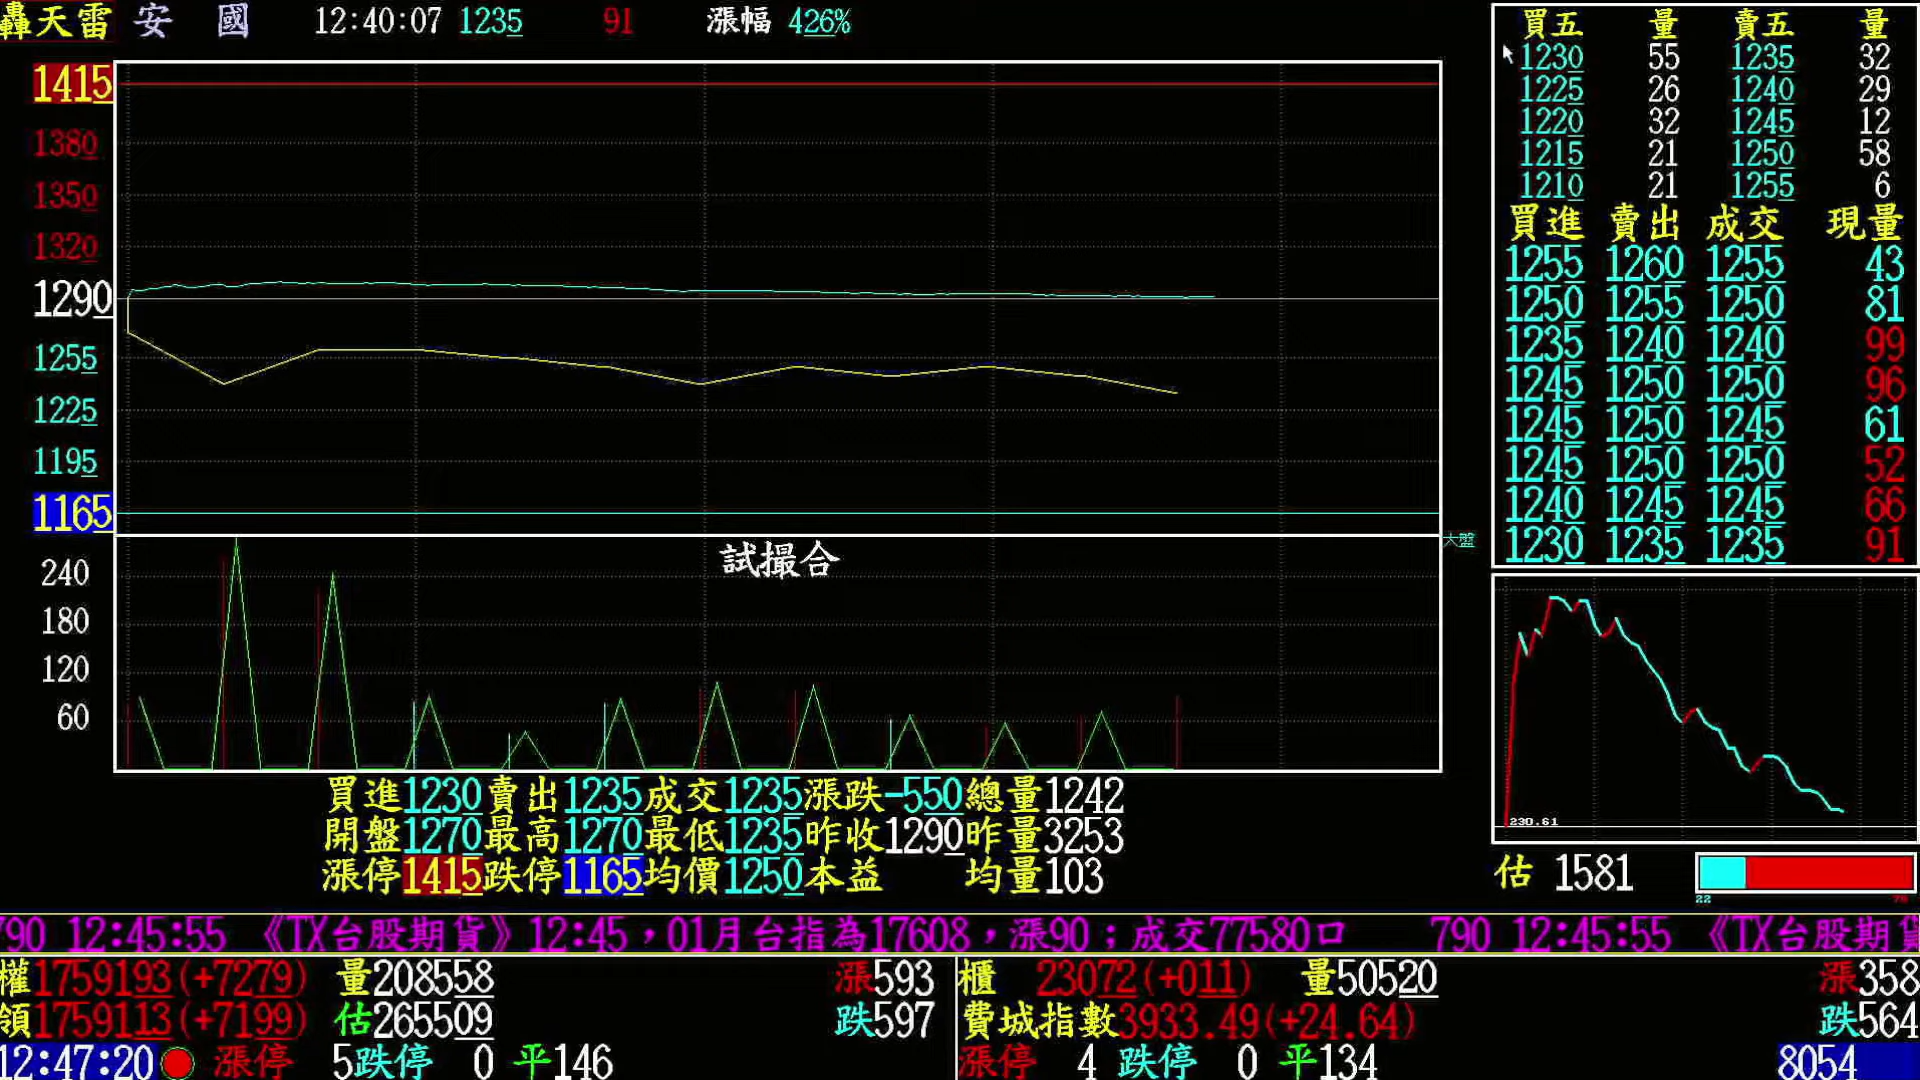 轟天雷 安 國 12:40:07 1235 91 漲幅 426%
1415
1380
1350
1320
1290
1255
1225
1195
1165
240
180
120
60
試撮合
大盤
買五 量 賣五 量
1230 55 1235 32
1225 26 1240 29
1220 32 1245 12
1215 21 1250 58
1210 21 1255 6
買進 賣出 成交 現量
1255 1260 1255 43
1250 1255 1250 81
1235 1240 1240 99
1245 1250 1250 96
1245 1250 1245 61
1245 1250 1250 52
1240 1245 1245 66
1230 1235 1235 91
230.61
估 1581
22
買進1230賣出1235成交1235漲跌-550總量1242
開盤1270最高1270最低1235昨收1290昨量3253
漲停1415跌停1165均價1250本益 均量103
790 12:45:55 《TX台股期貨》12:45，01月台指為17608，漲90；成交77580口 790 12:45:55 《TX台股期貨
權1759193(+7279) 量208558 漲593 櫃 23072(+011) 量50520 漲358
領1759113(+7199) 估265509 跌597 費城指數3933.49(+24.64) 跌564
12:47:20 漲停 5跌停 0 平146 漲停 4 跌停 0 平134 8054